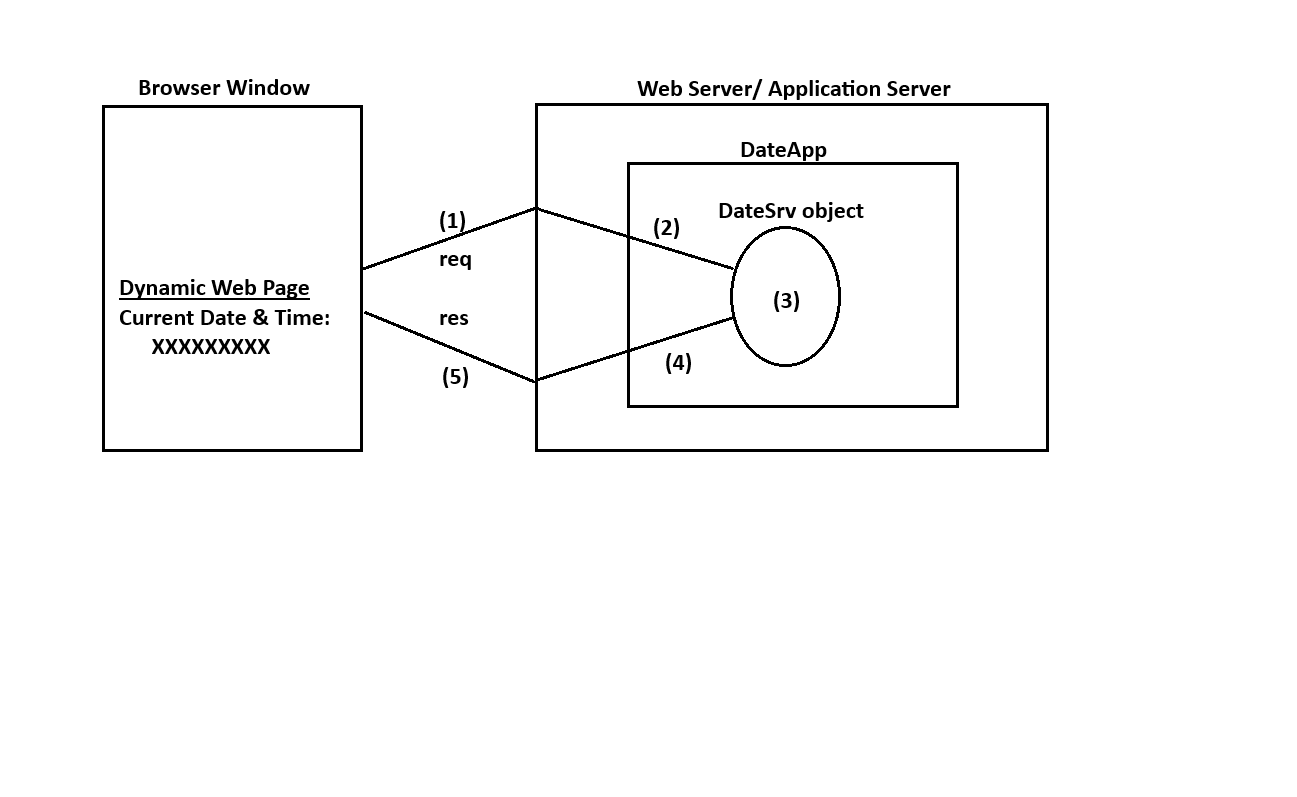 Browser Window
Dynamic Web Page
Current Date & Time:
XXXXXXXXX
(1)
req
res
(5)
Web Server/ Application Server
DateApp
DateSrv object
(2)
(3)
(4)